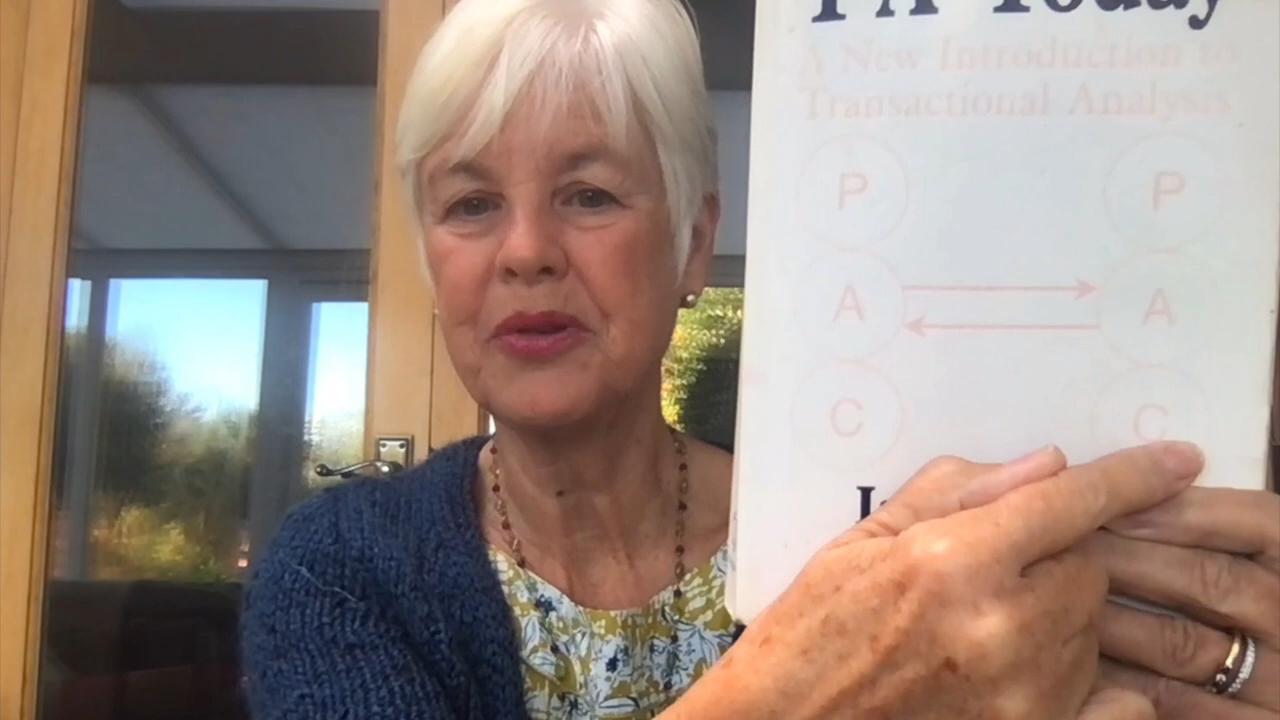 TA Today
A New Introduction to
Transactional Analysis
P P
A A
C C